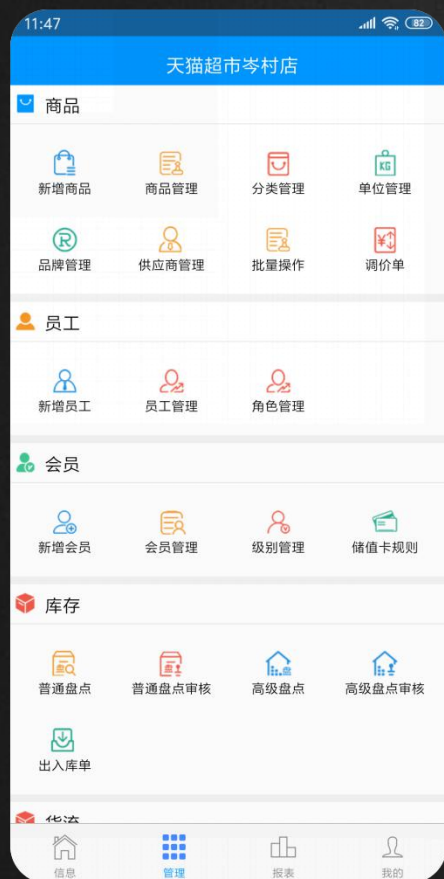 11:47 82
天猫超市岑村店
商品
新增商品 商品管理 分类管理 单位管理
品牌管理 供应商管理 批量操作 调价单
员工
新增员工 员工管理 角色管理
会员
新增会员 会员管理 级别管理 储值卡规则
库存
普通盘点 普通盘点审核 高级盘点 高级盘点审核
出入库单
货流
信息 管理 报表 我的